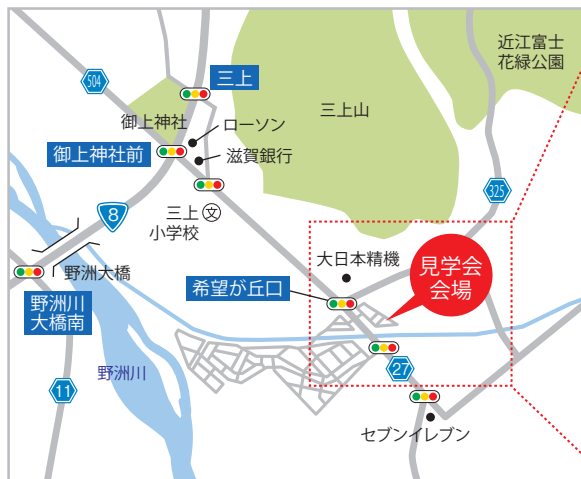 近江富士
花緑公園
504
三上
三上山
御上神社
ローソン
御上神社前
滋賀銀行
325
三上
小学校
文
8
大日本精機
見学会
会場
野洲大橋
希望が丘口
野洲川
大橋南
野洲川
27
11
セブンイレブン